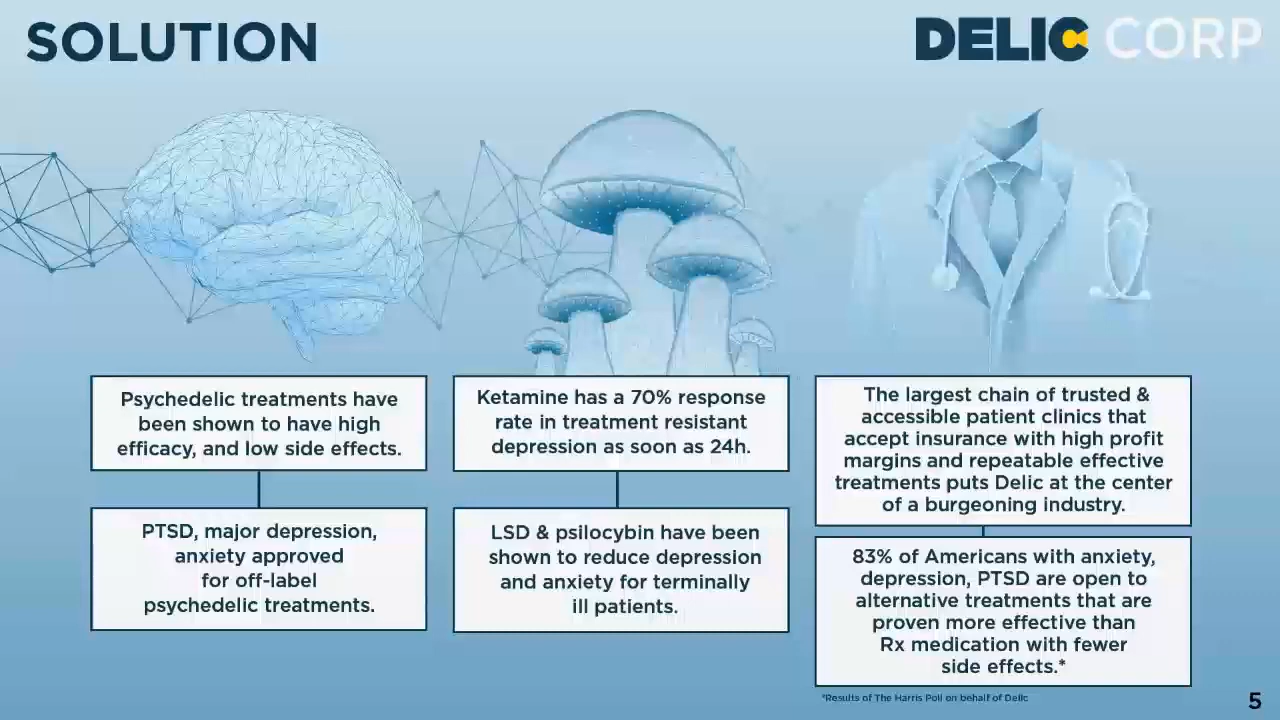 SOLUTION
DELIC CORP
Psychedelic treatments have
been shown to have high
efficacy, and low side effects.
PTSD, major depression,
anxiety approved
for off-label
psychedelic treatments.
Ketamine has a 70% response
rate in treatment resistant
depression as soon as 24h.
LSD & psilocybin have been
shown to reduce depression
and anxiety for terminally
ill patients.
The largest chain of trusted &
accessible patient clinics that
accept insurance with high profit
margins and repeatable effective
treatments puts Delic at the center
of a burgeoning industry.
83% of Americans with anxiety,
depression, PTSD are open to
alternative treatments that are
proven more effective than
Rx medication with fewer
side effects.*
*Results of The Harris Poll on behalf of Delic
5